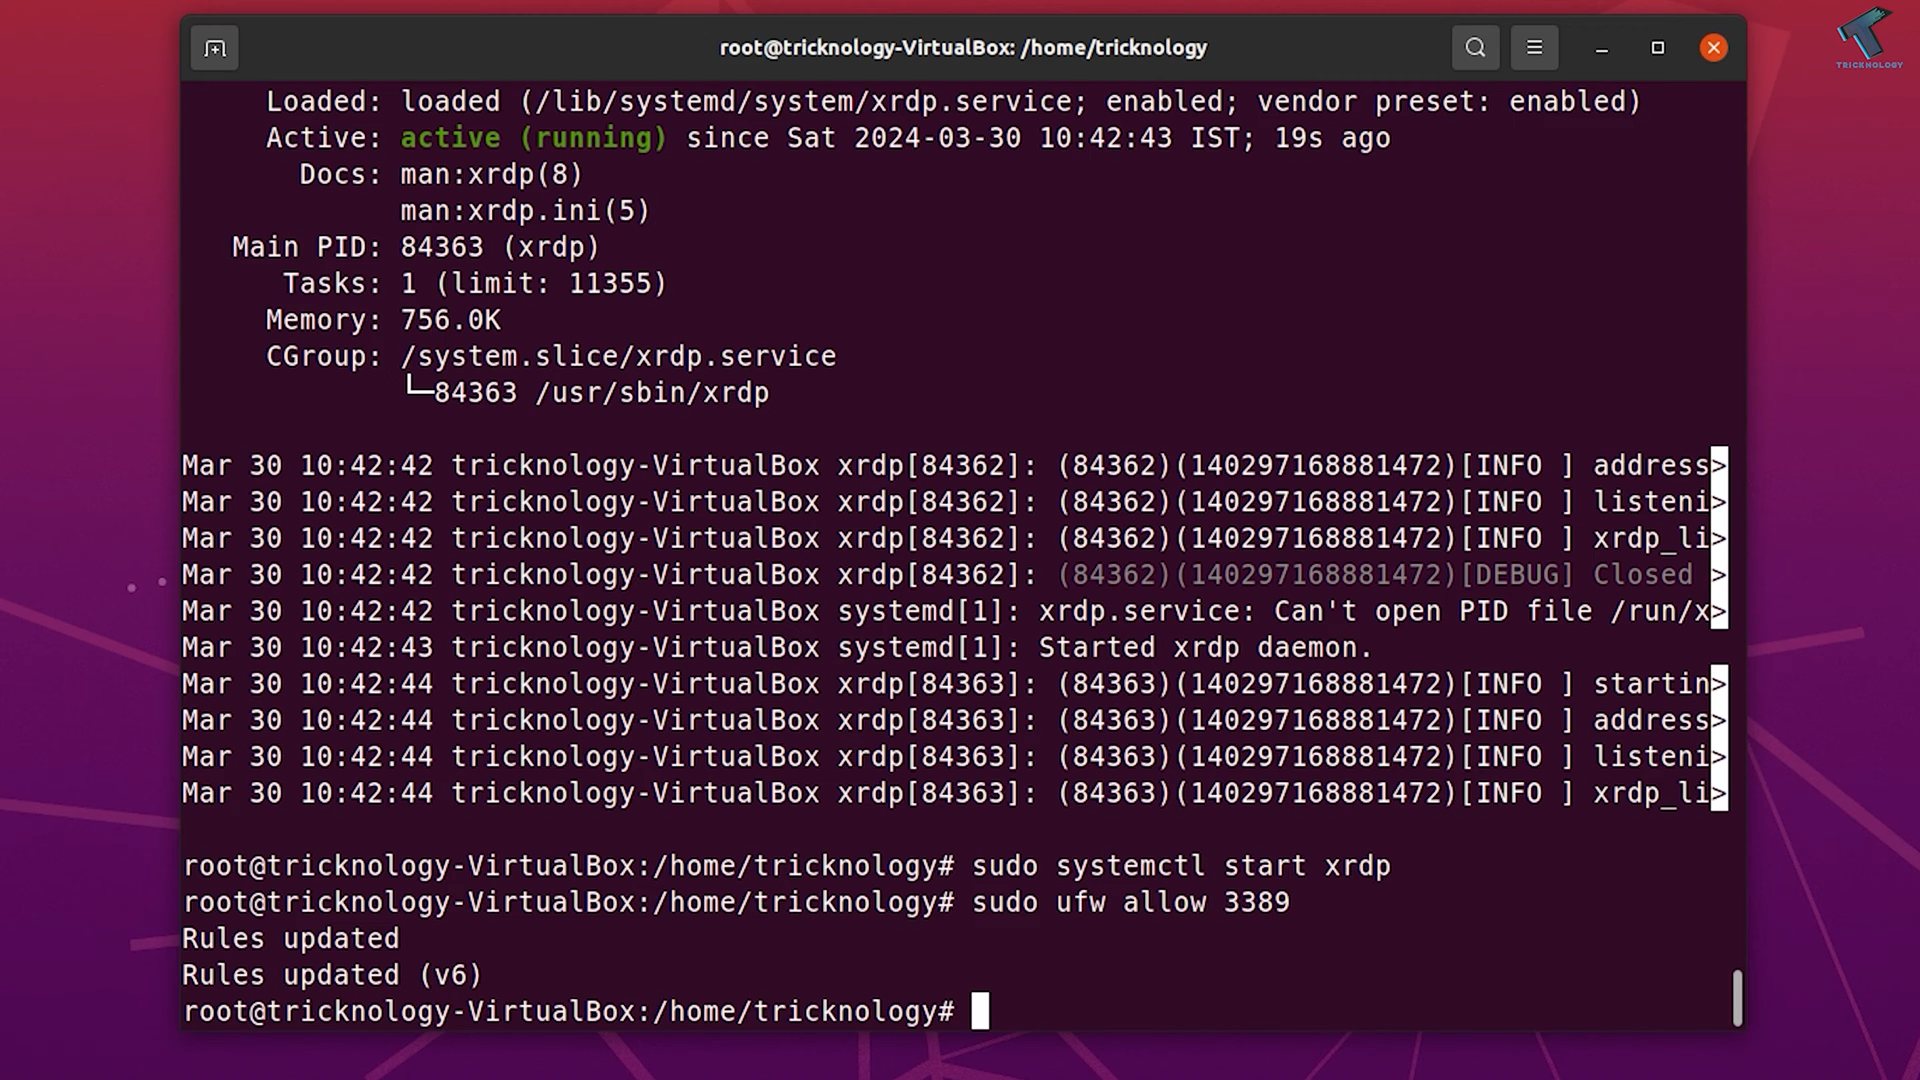 root@tricknology-VirtualBox: /home/tricknology
TRICKNOLOGY
Loaded: loaded (/lib/systemd/system/xrdp.service; enabled; vendor preset: enabled)
Active: active (running) since Sat 2024-03-30 10:42:43 IST; 19s ago
Docs: man:xrdp(8)
man:xrdp.ini(5)
Main PID: 84363 (xrdp)
Tasks: 1 (limit: 11355)
Memory: 756.0K
CGroup: /system.slice/xrdp.service
└─84363 /usr/sbin/xrdp
Mar 30 10:42:42 tricknology-VirtualBox xrdp[84362]: (84362)(140297168881472)[INFO ] address>
Mar 30 10:42:42 tricknology-VirtualBox xrdp[84362]: (84362)(140297168881472)[INFO ] listeni>
Mar 30 10:42:42 tricknology-VirtualBox xrdp[84362]: (84362)(140297168881472)[INFO ] xrdp_li>
Mar 30 10:42:42 tricknology-VirtualBox xrdp[84362]: (84362)(140297168881472)[DEBUG] Closed >
Mar 30 10:42:42 tricknology-VirtualBox systemd[1]: xrdp.service: Can't open PID file /run/x>
Mar 30 10:42:43 tricknology-VirtualBox systemd[1]: Started xrdp daemon.
Mar 30 10:42:44 tricknology-VirtualBox xrdp[84363]: (84363)(140297168881472)[INFO ] startin>
Mar 30 10:42:44 tricknology-VirtualBox xrdp[84363]: (84363)(140297168881472)[INFO ] address>
Mar 30 10:42:44 tricknology-VirtualBox xrdp[84363]: (84363)(140297168881472)[INFO ] listeni>
Mar 30 10:42:44 tricknology-VirtualBox xrdp[84363]: (84363)(140297168881472)[INFO ] xrdp_li>
root@tricknology-VirtualBox:/home/tricknology# sudo systemctl start xrdp
root@tricknology-VirtualBox:/home/tricknology# sudo ufw allow 3389
Rules updated
Rules updated (v6)
root@tricknology-VirtualBox:/home/tricknology#